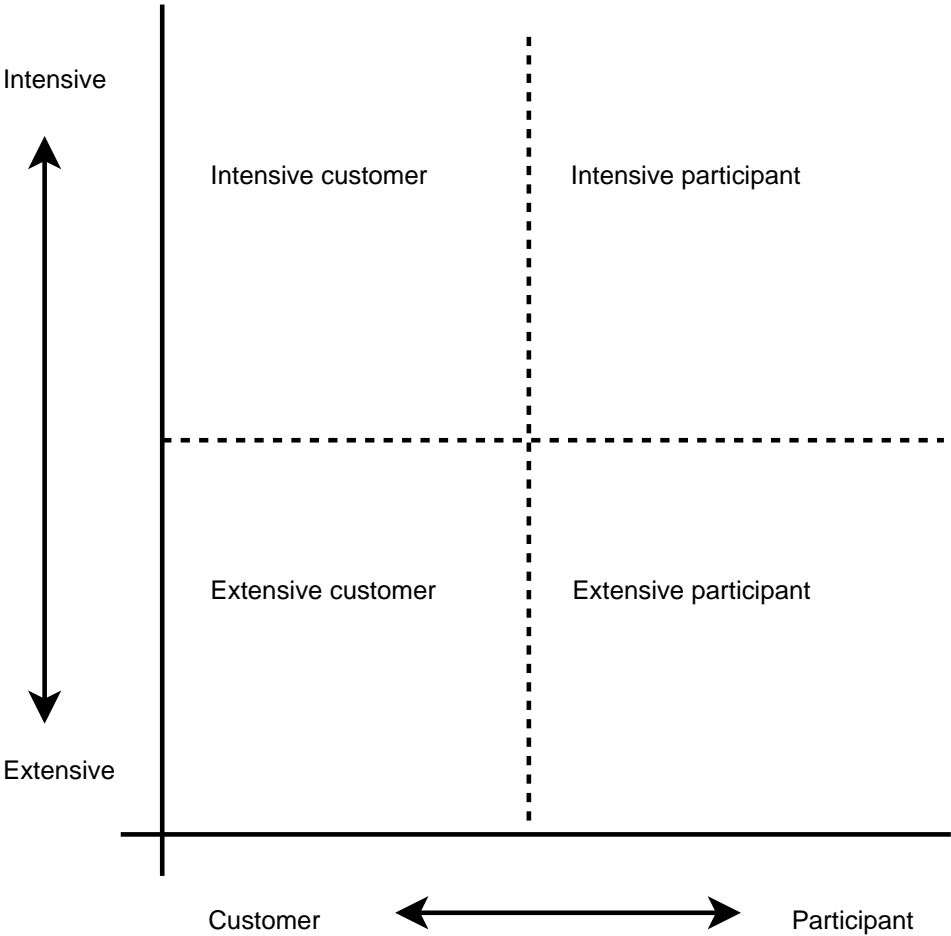 Intensive
Intensive customer
Intensive participant
Extensive customer
Extensive participant
Extensive
Customer
Participant